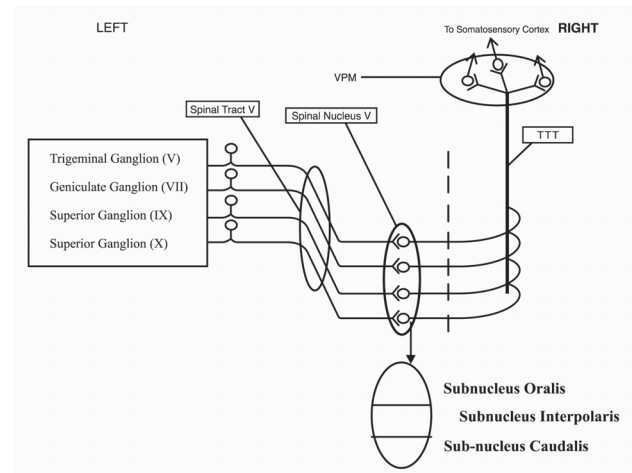 LEFT
To Somatosensory Cortex RIGHT
VPM
Spinal Tract V
Spinal Nucleus V
TTT
Trigeminal Ganglion (V)
Geniculate Ganglion (VII)
Superior Ganglion (IX)
Superior Ganglion (X)
Subnucleus Oralis
Subnucleus Interpolaris
Sub-nucleus Caudalis